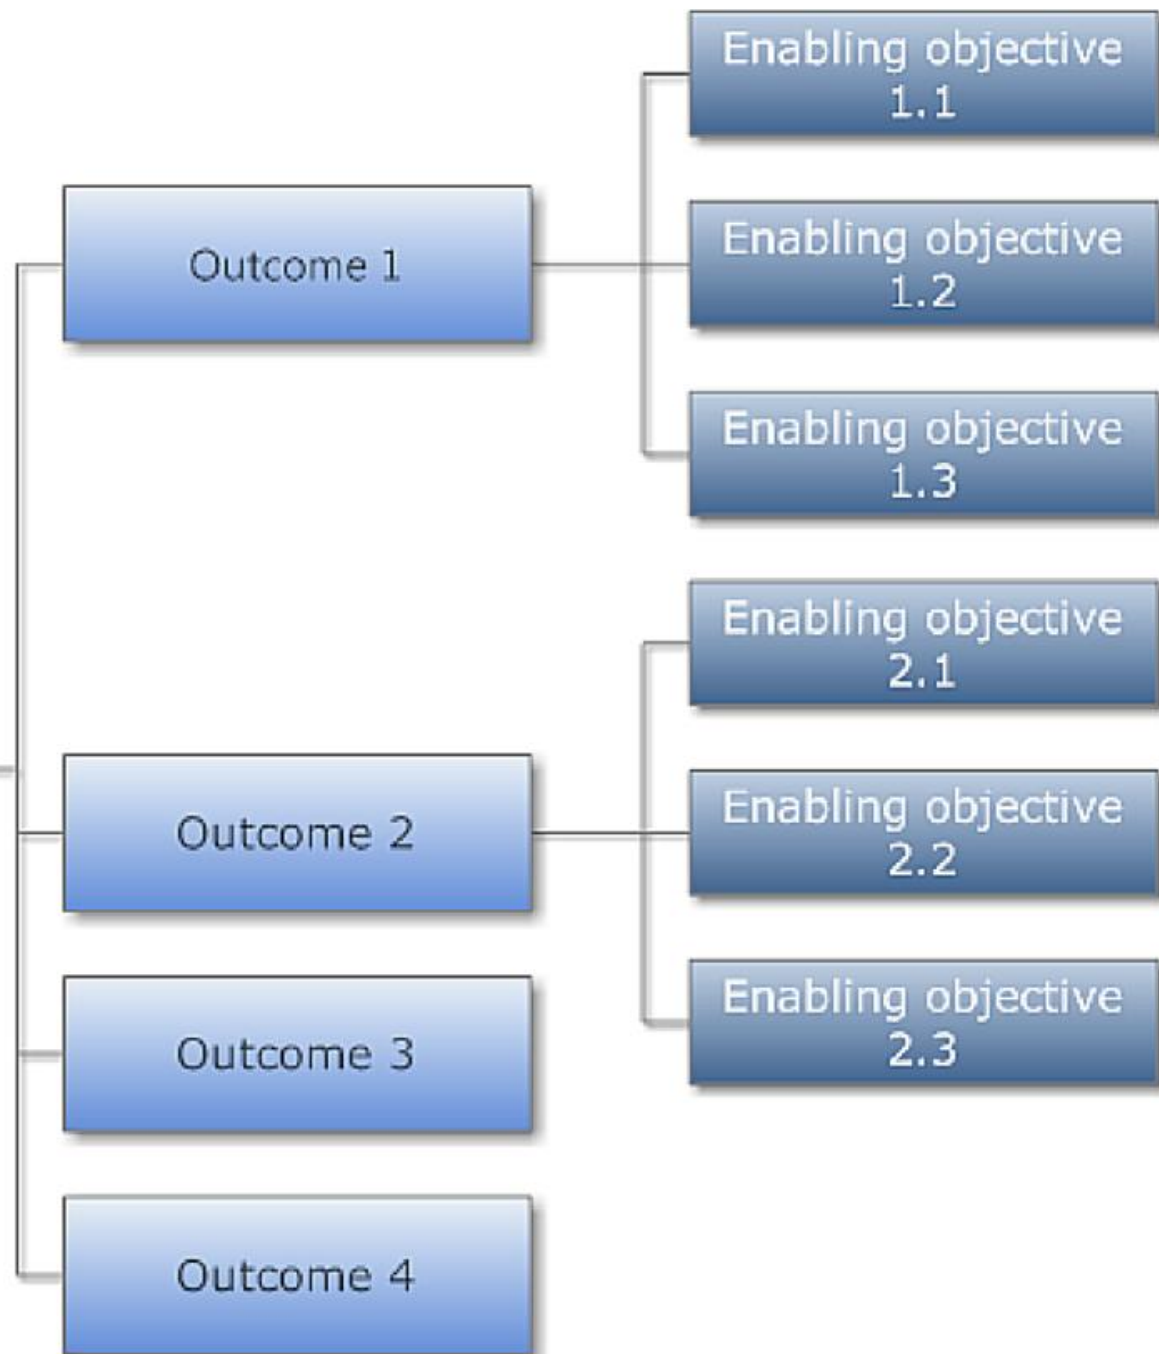 Enabling objective
1.1
Outcome 1
Enabling objective
1.2
Enabling objective
1.3
Enabling objective
2.1
Outcome 2
Enabling objective
2.2
Enabling objective
2.3
Outcome 3
Outcome 4